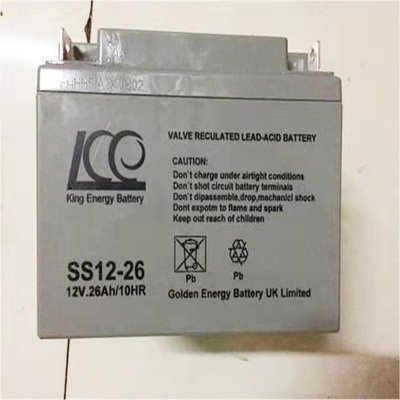 VALVE RECULATED LEAD-ACID BATTERY
King Energy Battery
CAUTION:
Don't charge under airtight conditions
Don't shot circuit battery terminals
Don't dipassemble,drop,mechanicl shock
Dont expotm to flame and spark
Keep out reach of children
Pb
Pb
SS12-26
12V.26Ah/10HR
Golden Energy Battery UK Limited